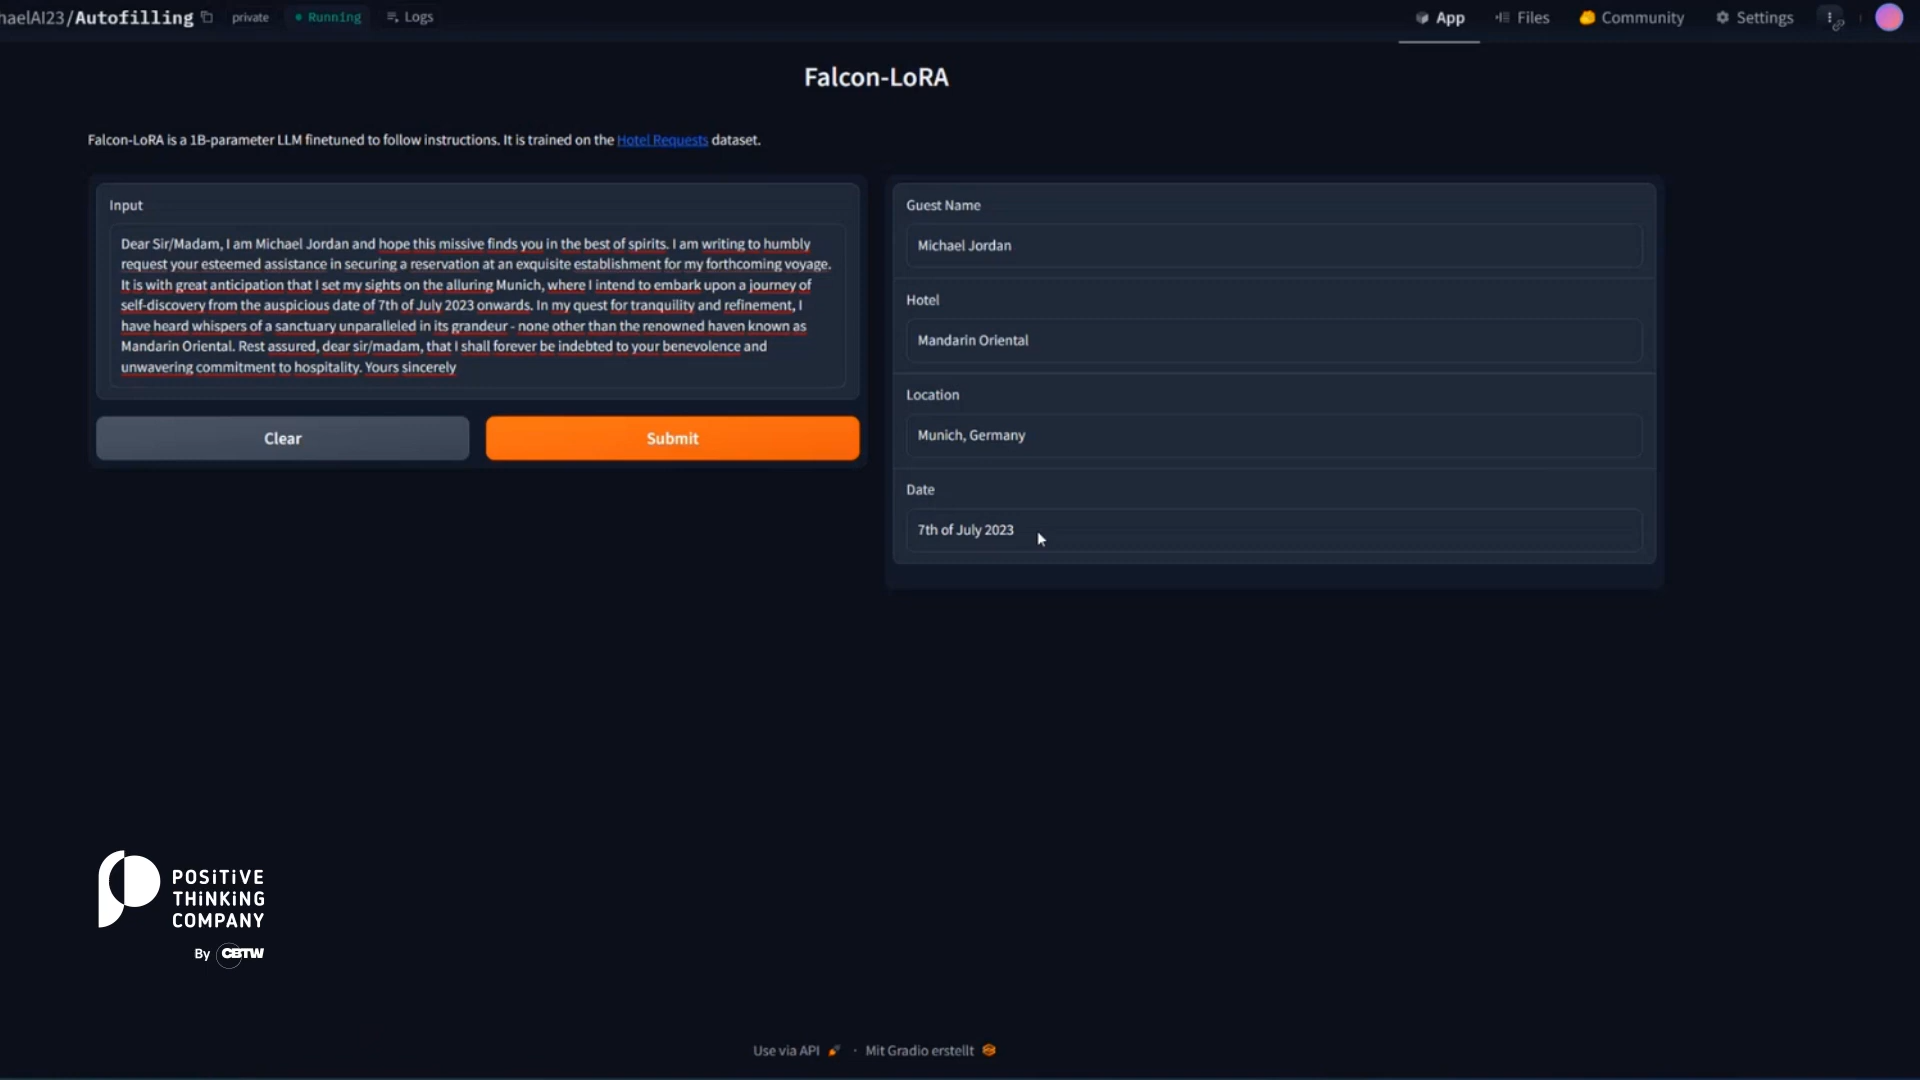 haelAI23/Autofilling private Running Logs App Files Community Settings
Falcon-LoRA
Falcon-LoRA is a 1B-parameter LLM finetuned to follow instructions. It is trained on the Hotel Requests dataset.
Input
Dear Sir/Madam, I am Michael Jordan and hope this missive finds you in the best of spirits. I am writing to humbly
request your esteemed assistance in securing a reservation at an exquisite establishment for my forthcoming voyage.
It is with great anticipation that I set my sights on the alluring Munich, where I intend to embark upon a journey of
self-discovery from the auspicious date of 7th of July 2023 onwards. In my quest for tranquility and refinement, I
have heard whispers of a sanctuary unparalleled in its grandeur - none other than the renowned haven known as
Mandarin Oriental. Rest assured, dear sir/madam, that I shall forever be indebted to your benevolence and
unwavering commitment to hospitality. Yours sincerely
Clear
Submit
Guest Name
Michael Jordan
Hotel
Mandarin Oriental
Location
Munich, Germany
Date
7th of July 2023
POSiTiVE
THiNKiNG
COMPANY
By CBTW
Use via API · Mit Gradio erstellt